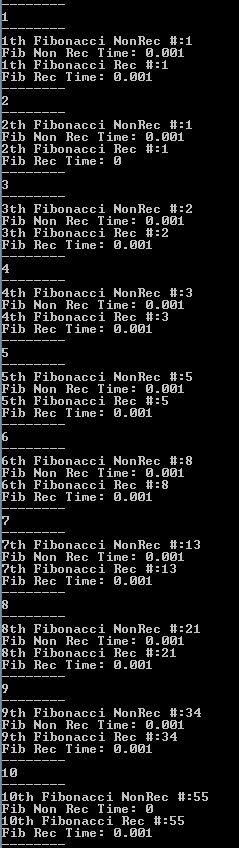 --------
1
--------
1th Fibonacci NonRec #:1
Fib Non Rec Time: 0.001
1th Fibonacci Rec #:1
Fib Rec Time: 0.001
--------
2
--------
2th Fibonacci NonRec #:1
Fib Non Rec Time: 0.001
2th Fibonacci Rec #:1
Fib Rec Time: 0
--------
3
--------
3th Fibonacci NonRec #:2
Fib Non Rec Time: 0.001
3th Fibonacci Rec #:2
Fib Rec Time: 0.001
--------
4
--------
4th Fibonacci NonRec #:3
Fib Non Rec Time: 0.001
4th Fibonacci Rec #:3
Fib Rec Time: 0.001
--------
5
--------
5th Fibonacci NonRec #:5
Fib Non Rec Time: 0.001
5th Fibonacci Rec #:5
Fib Rec Time: 0.001
--------
6
--------
6th Fibonacci NonRec #:8
Fib Non Rec Time: 0.001
6th Fibonacci Rec #:8
Fib Rec Time: 0.001
--------
7
--------
7th Fibonacci NonRec #:13
Fib Non Rec Time: 0.001
7th Fibonacci Rec #:13
Fib Rec Time: 0.001
--------
8
--------
8th Fibonacci NonRec #:21
Fib Non Rec Time: 0.001
8th Fibonacci Rec #:21
Fib Rec Time: 0.001
--------
9
--------
9th Fibonacci NonRec #:34
Fib Non Rec Time: 0.001
9th Fibonacci Rec #:34
Fib Rec Time: 0.001
--------
10
--------
10th Fibonacci NonRec #:55
Fib Non Rec Time: 0
10th Fibonacci Rec #:55
Fib Rec Time: 0.001
--------